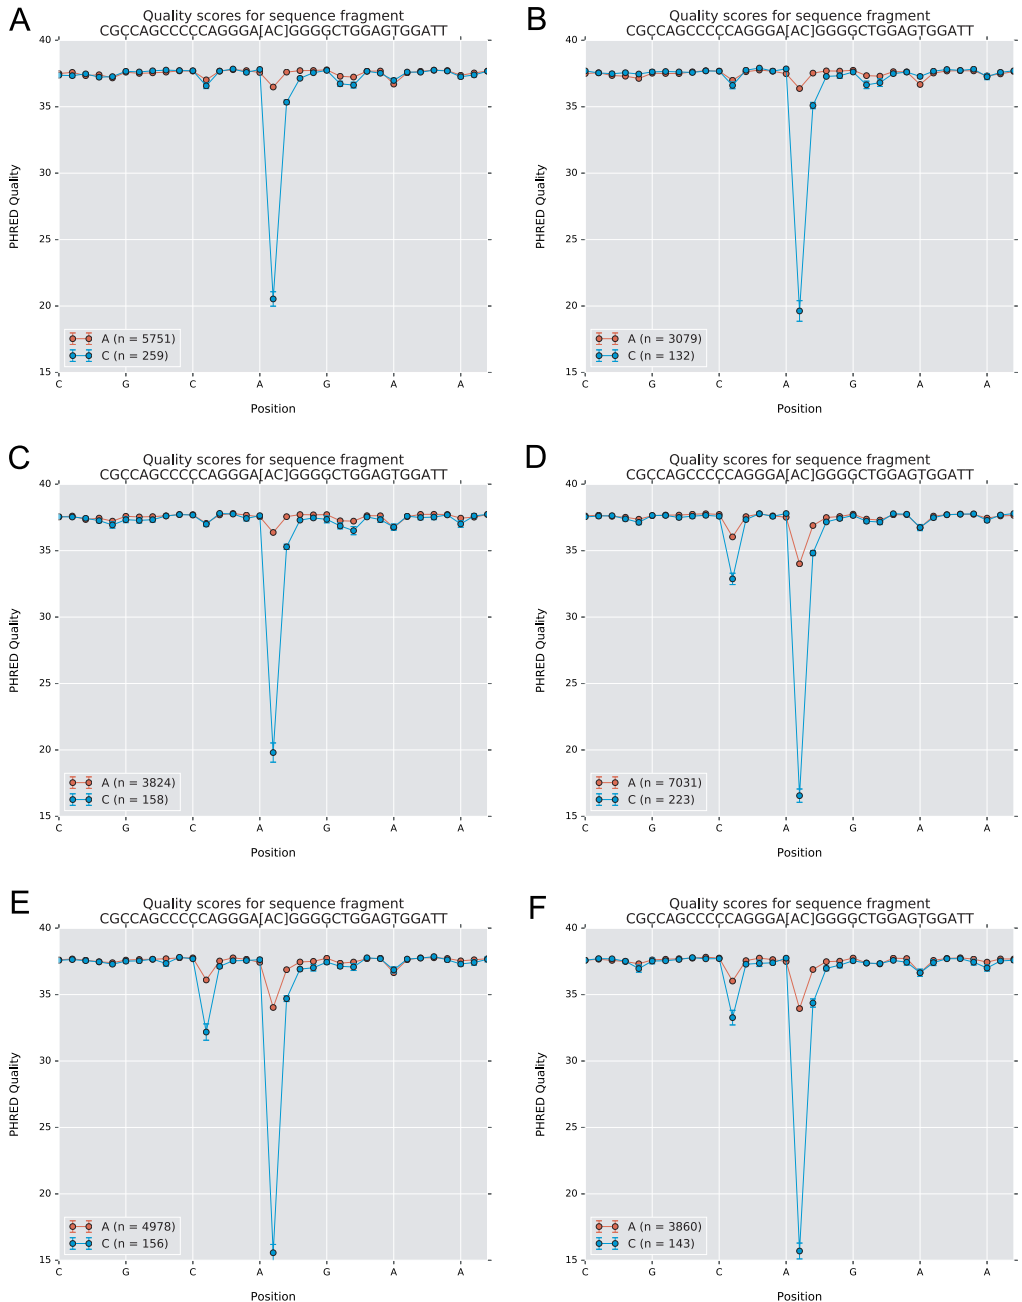 A
Quality scores for sequence fragment
CGCCAGCCCCCAGGGA[AC]GGGGCTGGAGTGGATT
40
35
30
25
20
15
PHRED Quality
A (n = 5751)
C (n = 259)
C G C A G A A
Position
B
Quality scores for sequence fragment
CGCCAGCCCCCAGGGA[AC]GGGGCTGGAGTGGATT
40
35
30
25
20
15
PHRED Quality
A (n = 3079)
C (n = 132)
C G C A G A A
Position
C
Quality scores for sequence fragment
CGCCAGCCCCCAGGGA[AC]GGGGCTGGAGTGGATT
40
35
30
25
20
15
PHRED Quality
A (n = 3824)
C (n = 158)
C G C A G A A
Position
D
Quality scores for sequence fragment
CGCCAGCCCCCAGGGA[AC]GGGGCTGGAGTGGATT
40
35
30
25
20
15
PHRED Quality
A (n = 7031)
C (n = 223)
C G C A G A A
Position
E
Quality scores for sequence fragment
CGCCAGCCCCCAGGGA[AC]GGGGCTGGAGTGGATT
40
35
30
25
20
15
PHRED Quality
A (n = 4978)
C (n = 156)
C G C A G A A
Position
F
Quality scores for sequence fragment
CGCCAGCCCCCAGGGA[AC]GGGGCTGGAGTGGATT
40
35
30
25
20
15
PHRED Quality
A (n = 3860)
C (n = 143)
C G C A G A A
Position